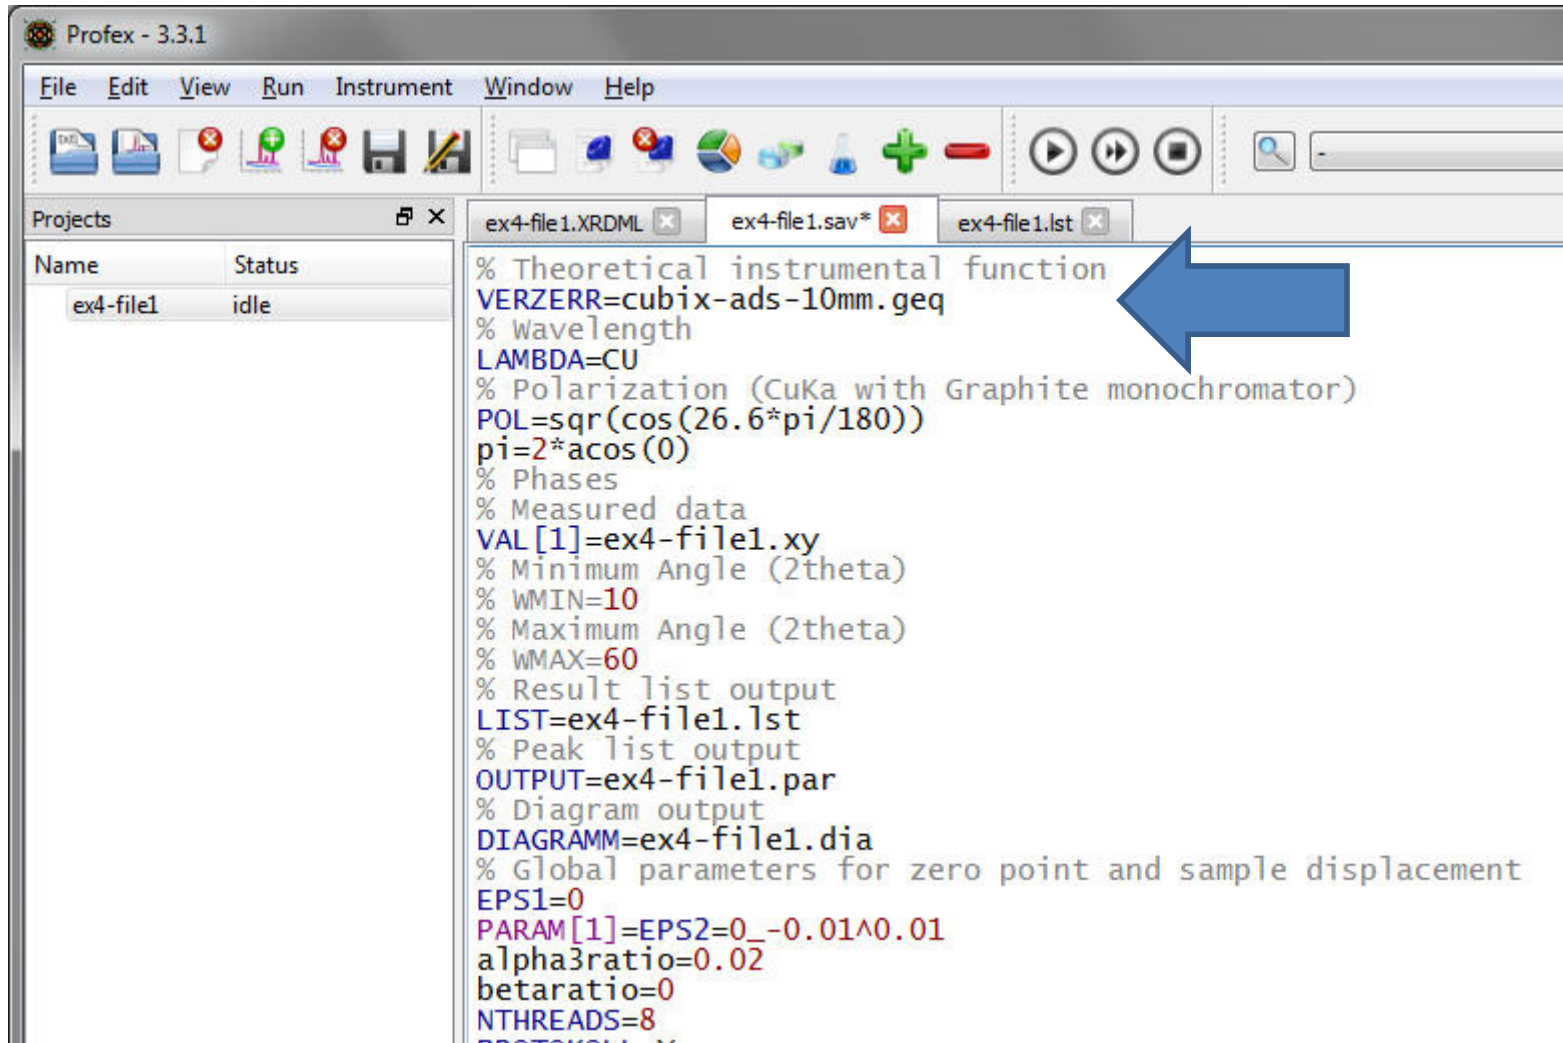 Profex - 3.3.1
File Edit View Run Instrument Window Help
-
Projects
ex4-file1.XRDML ex4-file1.sav* ex4-file1.lst
Name Status
ex4-file1 idle
% Theoretical instrumental function
VERZERR=cubix-ads-10mm.geq
% Wavelength
LAMBDA=CU
% Polarization (CuKa with Graphite monochromator)
POL=sqr(cos(26.6*pi/180))
pi=2*acos(0)
% Phases
% Measured data
VAL[1]=ex4-file1.xy
% Minimum Angle (2theta)
% WMIN=10
% Maximum Angle (2theta)
% WMAX=60
% Result list output
LIST=ex4-file1.lst
% Peak list output
OUTPUT=ex4-file1.par
% Diagram output
DIAGRAMM=ex4-file1.dia
% Global parameters for zero point and sample displacement
EPS1=0
PARAM[1]=EPS2=0_-0.01^0.01
alpha3ratio=0.02
betaratio=0
NTHREADS=8